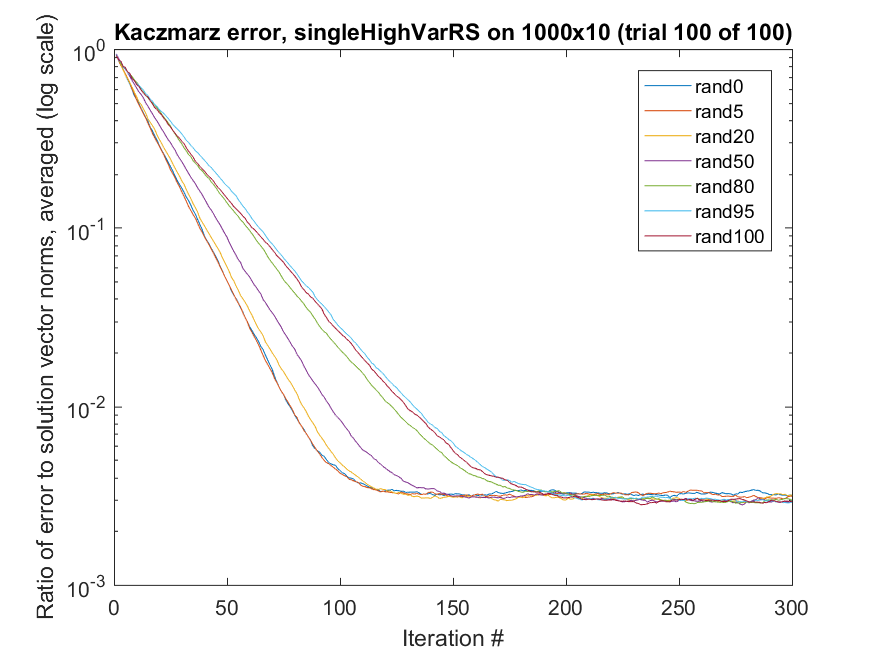 Kaczmarz error, singleHighVarRS on 1000x10 (trial 100 of 100)
Ratio of error to solution vector norms, averaged (log scale)
10^0
10^-1
10^-2
10^-3
rand0
rand5
rand20
rand50
rand80
rand95
rand100
0 50 100 150 200 250 300
Iteration #